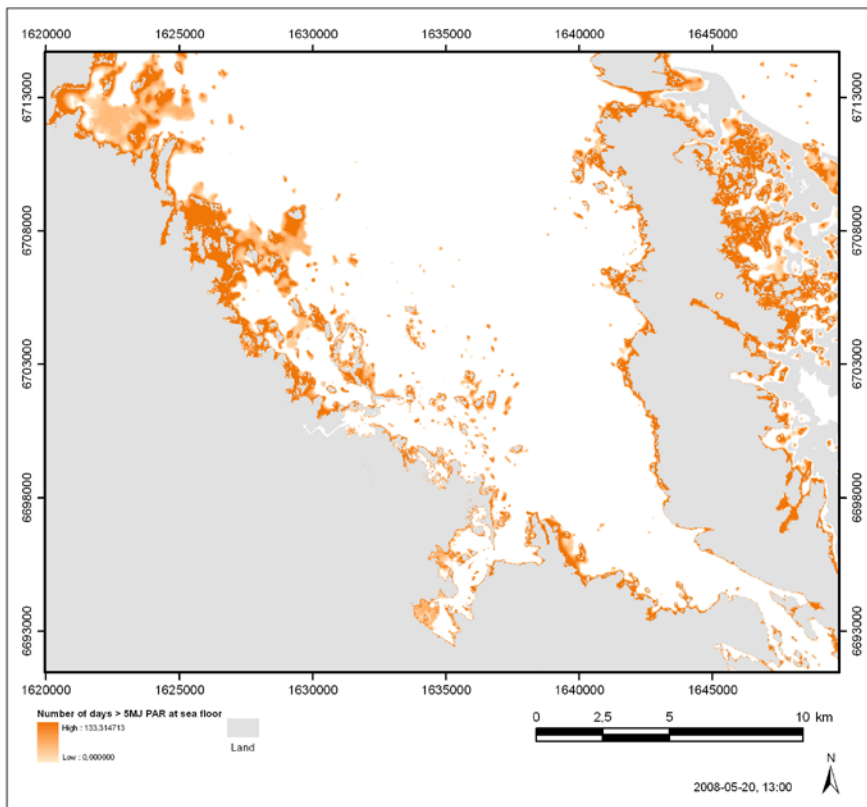 1620000 1625000 1630000 1635000 1640000 1645000
6713000 6713000
6708000 6708000
6703000 6703000
6698000 6698000
6693000 6693000
1620000 1625000 1630000 1635000 1640000 1645000
Number of days > 5MJ PAR at sea floor
High : 133,314713
Low : 0,000000
Land
0 2,5 5 10 km
N
2008-05-20, 13:00